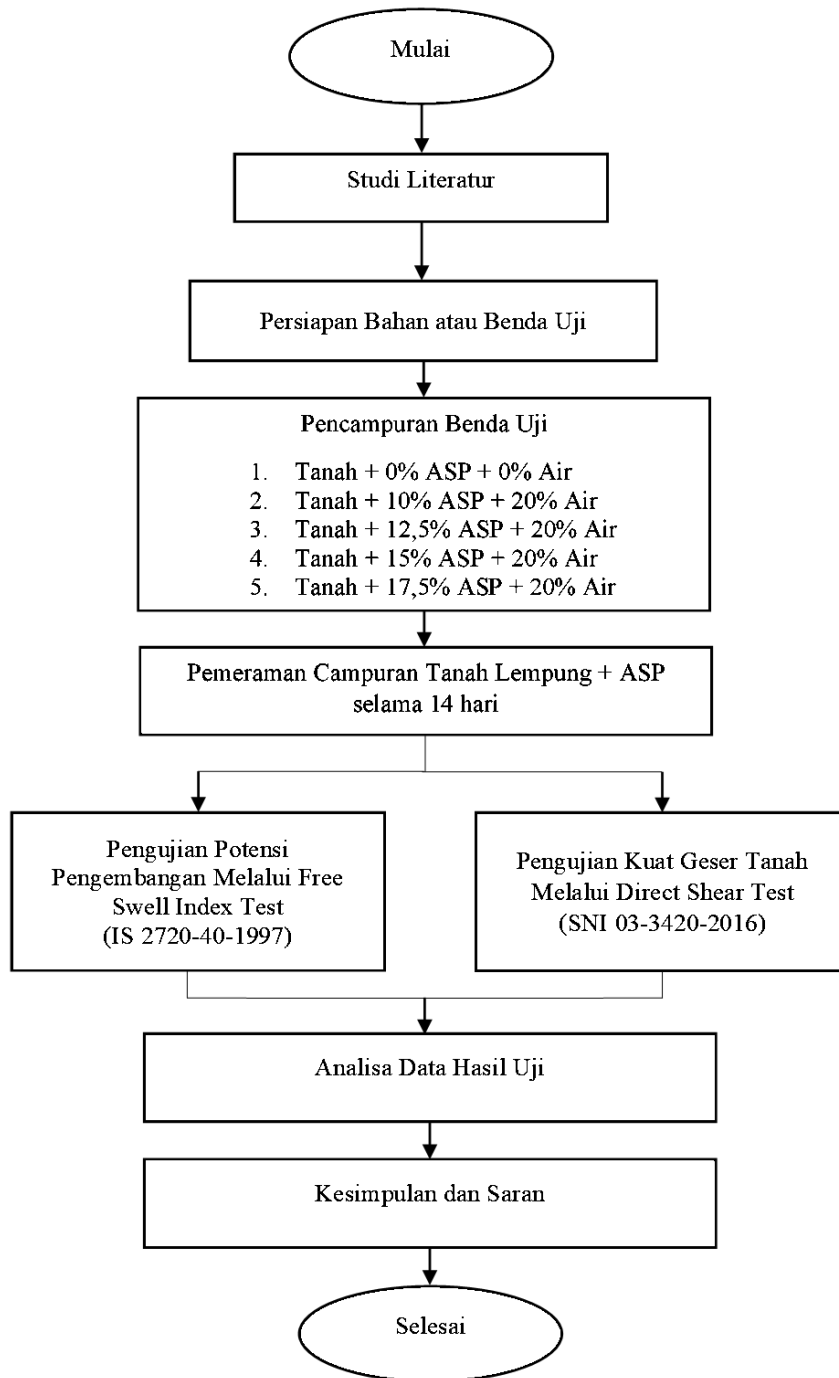 Mulai
Studi Literatur
Persiapan Bahan atau Benda Uji
Pencampuran Benda Uji
1. Tanah + 0% ASP + 0% Air
2. Tanah + 10% ASP + 20% Air
3. Tanah + 12,5% ASP + 20% Air
4. Tanah + 15% ASP + 20% Air
5. Tanah + 17,5% ASP + 20% Air
Pemeraman Campuran Tanah Lempung + ASP
selama 14 hari
Pengujian Potensi
Pengembangan Melalui Free
Swell Index Test
(IS 2720-40-1997)
Pengujian Kuat Geser Tanah
Melalui Direct Shear Test
(SNI 03-3420-2016)
Analisa Data Hasil Uji
Kesimpulan dan Saran
Selesai